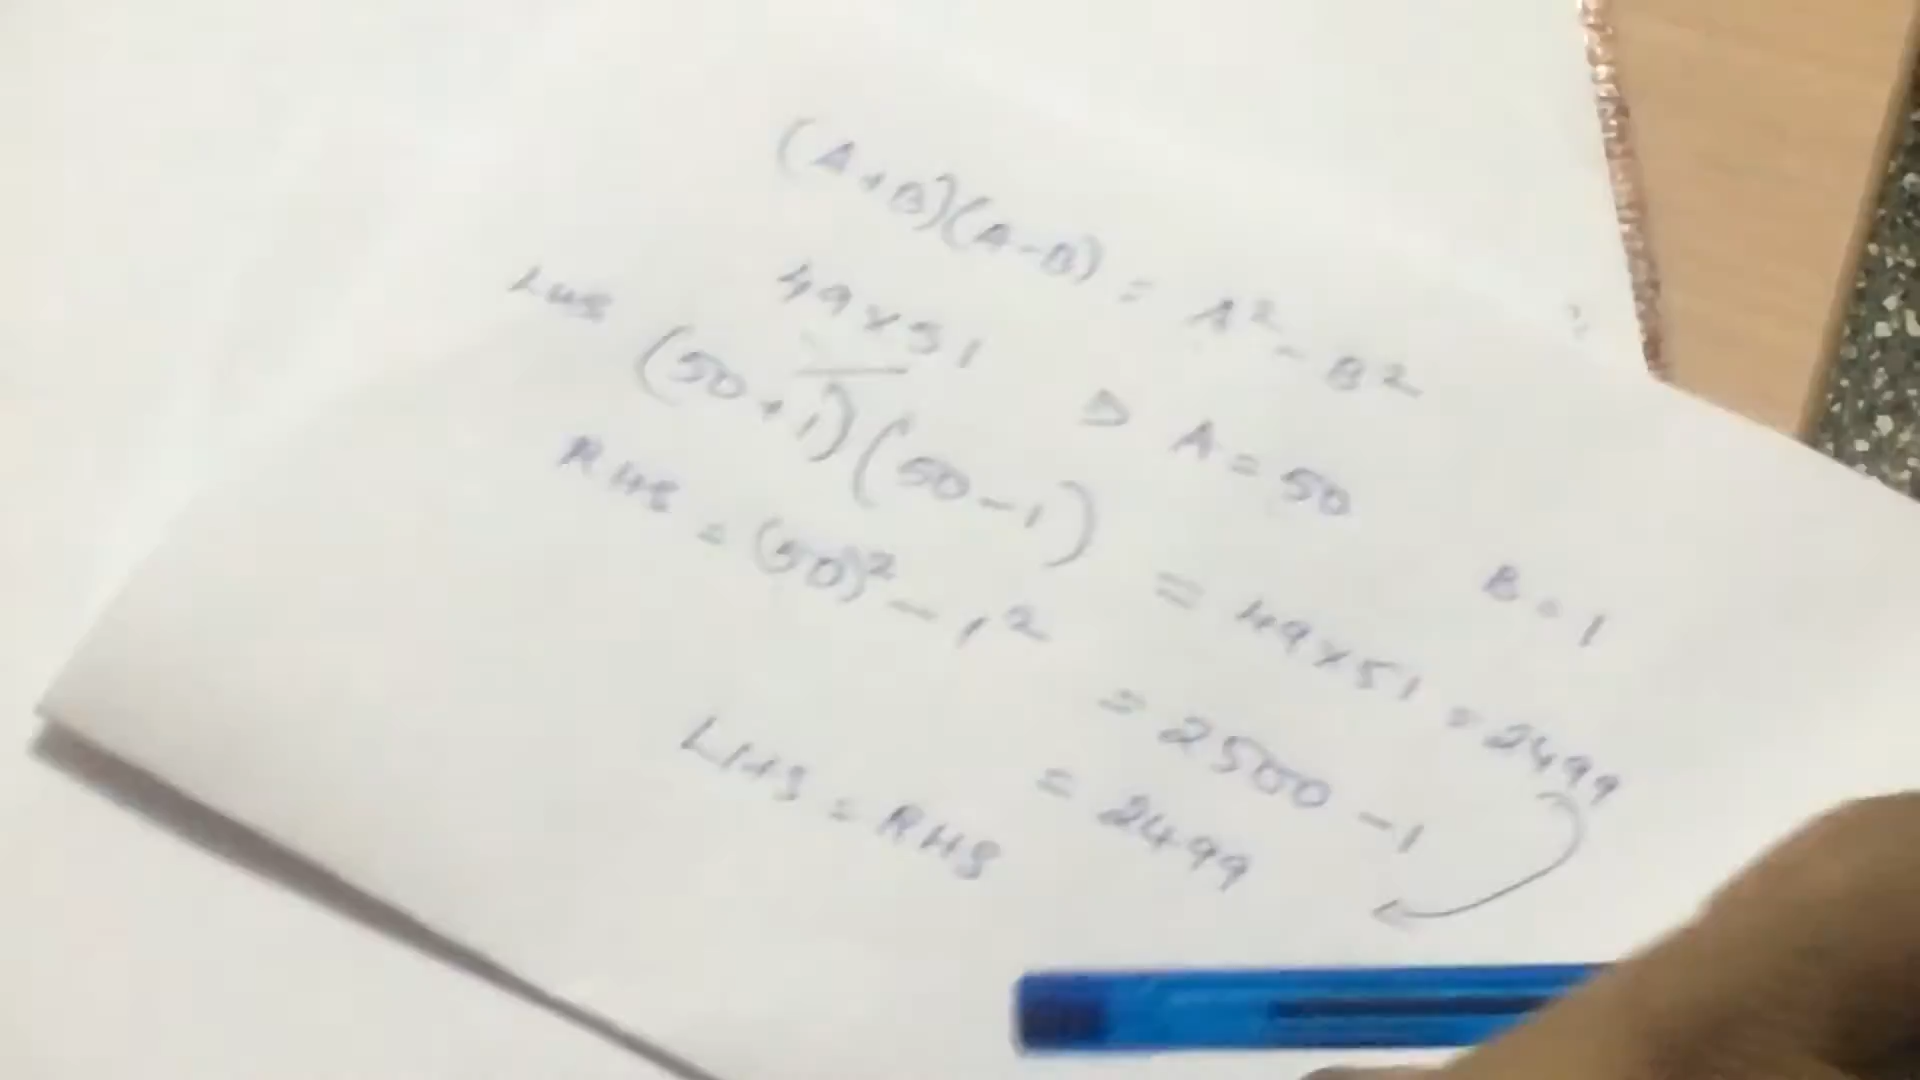 (A+B)(A-B) = A² - B²
49×51 ⇒ A = 50 B = 1
LHS (50+1)(50-1) = 49×51 = 2499
RHS = (50)² - 1² = 2500 - 1
= 2499
LHS = RHS